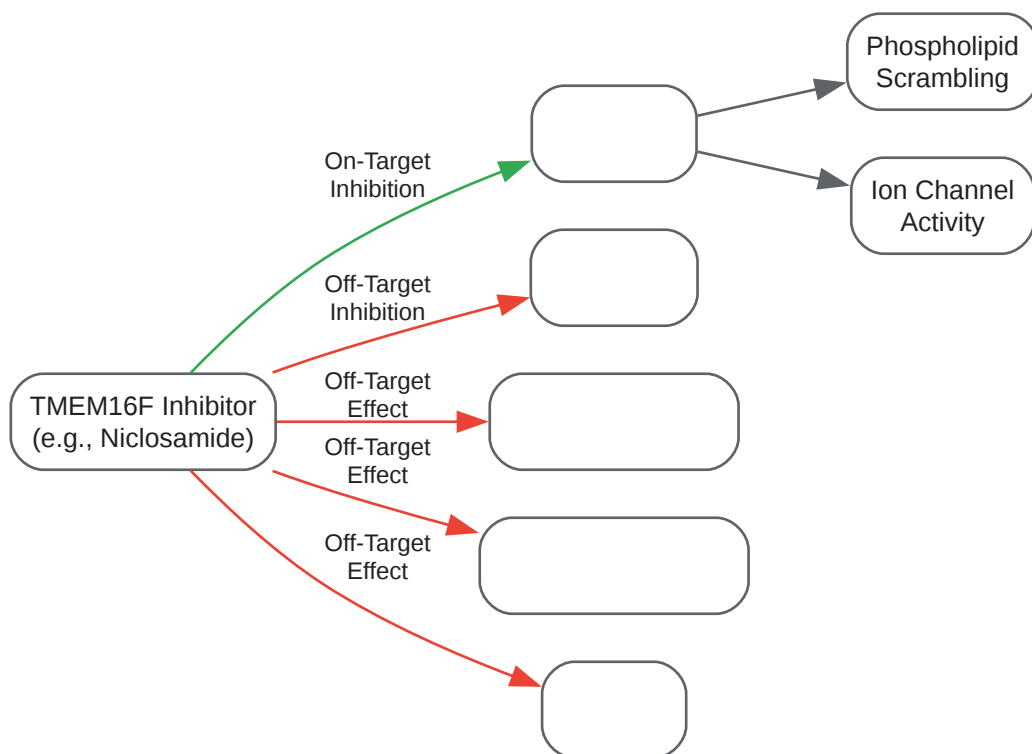 Phospholipid
Scrambling
On-Target
Inhibition
Ion Channel
Activity
Off-Target
Inhibition
TMEM16F Inhibitor
(e.g., Niclosamide)
Off-Target
Effect
Off-Target
Effect
Off-Target
Effect